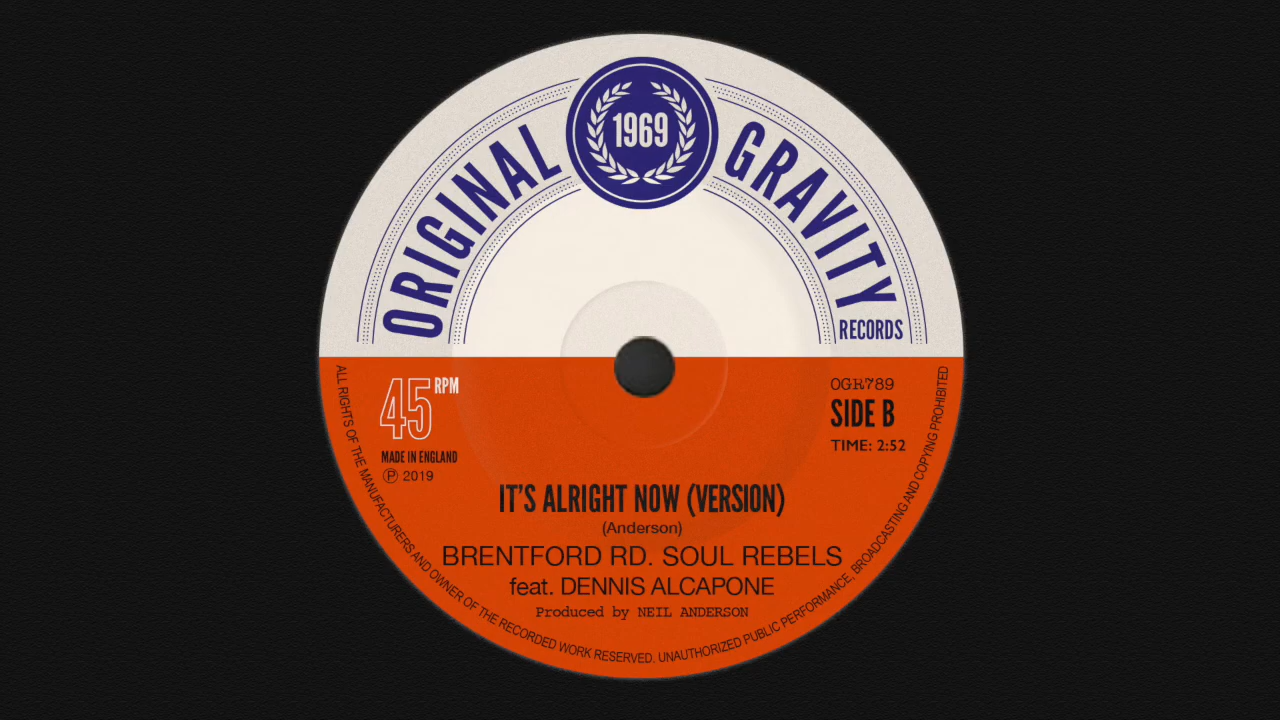 ORIGINAL
1969
GRAVITY
RECORDS
45 RPM
MADE IN ENGLAND
Ⓟ 2019
OGR789
SIDE B
TIME: 2:52
IT'S ALRIGHT NOW (VERSION)
(Anderson)
BRENTFORD RD. SOUL REBELS
feat. DENNIS ALCAPONE
Produced by NEIL ANDERSON
ALL RIGHTS OF THE MANUFACTURERS AND OWNER OF THE RECORDED WORK RESERVED. UNAUTHORIZED PUBLIC PERFORMANCE, BROADCASTING AND COPYING PROHIBITED